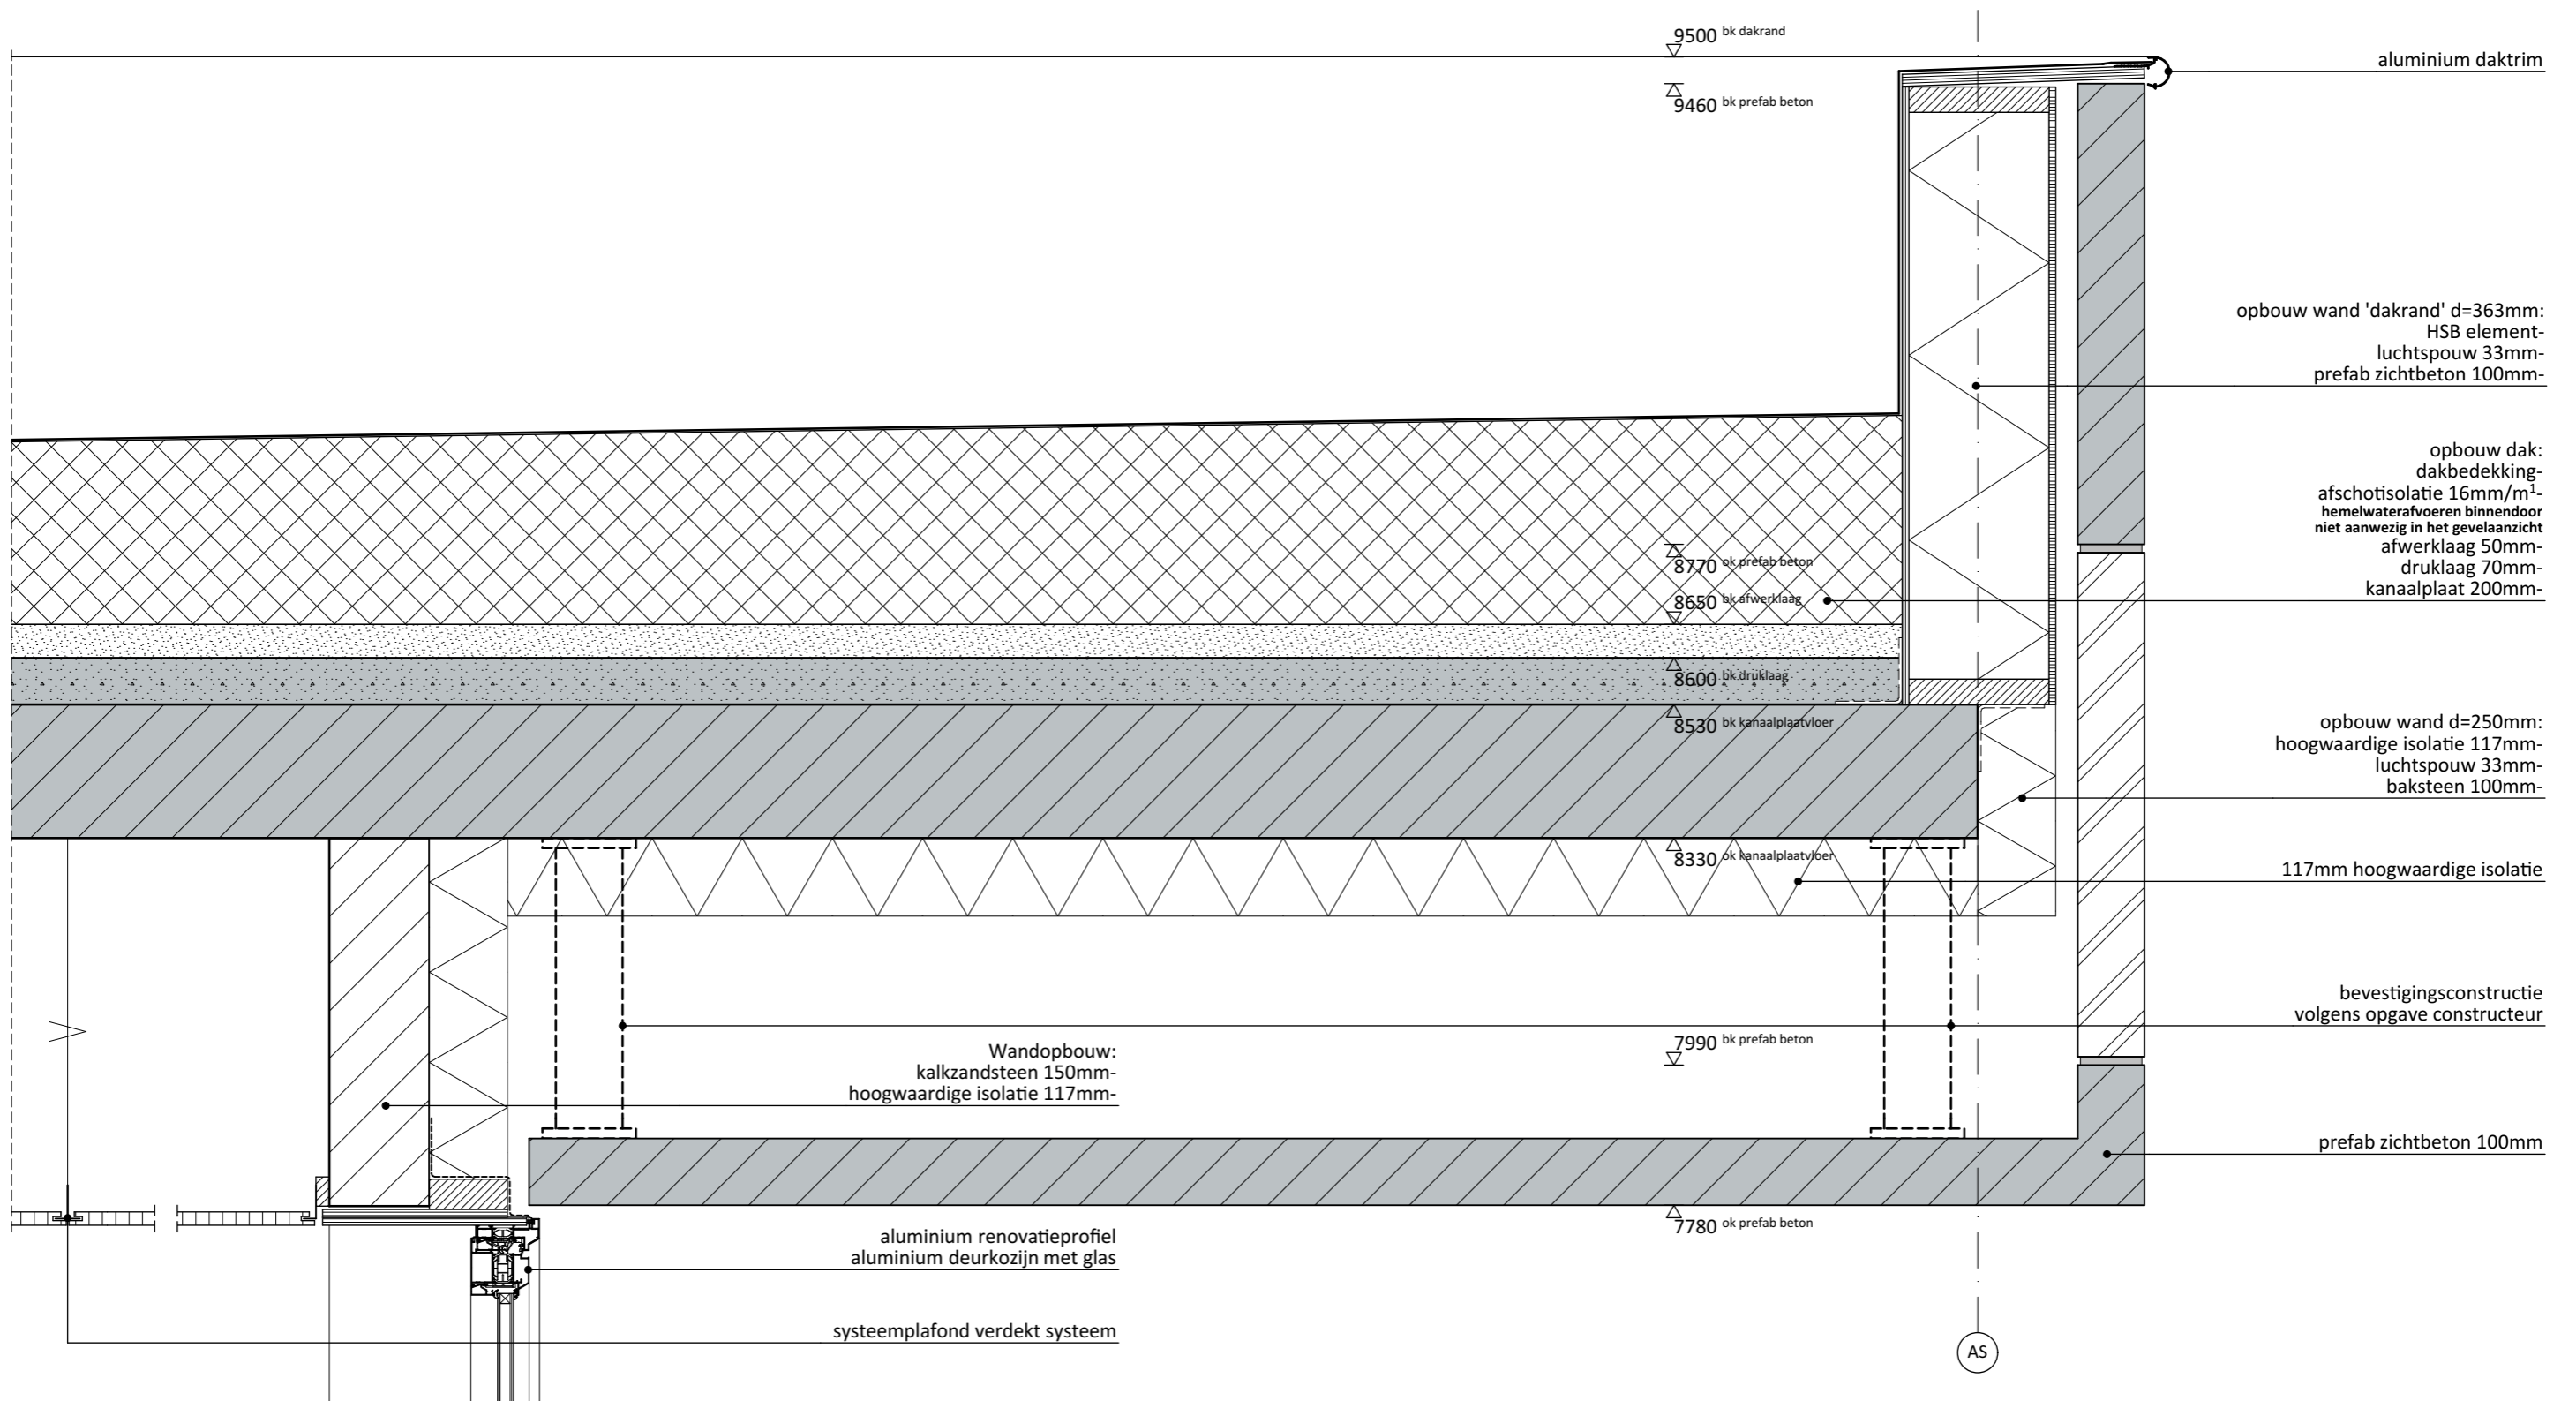 9500 bk dakrand
aluminium daktrim
9460 bk prefab beton
opbouw wand 'dakrand' d=363mm:
HSB element-
luchtspouw 33mm-
prefab zichtbeton 100mm-
opbouw dak:
dakbedekking-
afschotisolatie 16mm/m¹-
hemelwaterafvoeren binnendoor
niet aanwezig in het gevelaanzicht
afwerklaag 50mm-
druklaag 70mm-
kanaalplaat 200mm-
8770 ok prefab beton
8650 bk afwerklaag
8600 bk druklaag
8530 bk kanaalplaatvloer
opbouw wand d=250mm:
hoogwaardige isolatie 117mm-
luchtspouw 33mm-
baksteen 100mm-
8330 ok kanaalplaatvloer
117mm hoogwaardige isolatie
bevestigingsconstructie
volgens opgave constructeur
7990 bk prefab beton
Wandopbouw:
kalkzandsteen 150mm-
hoogwaardige isolatie 117mm-
prefab zichtbeton 100mm
7780 ok prefab beton
aluminium renovatieprofiel
aluminium deurkozijn met glas
systeemplafond verdekt systeem
AS